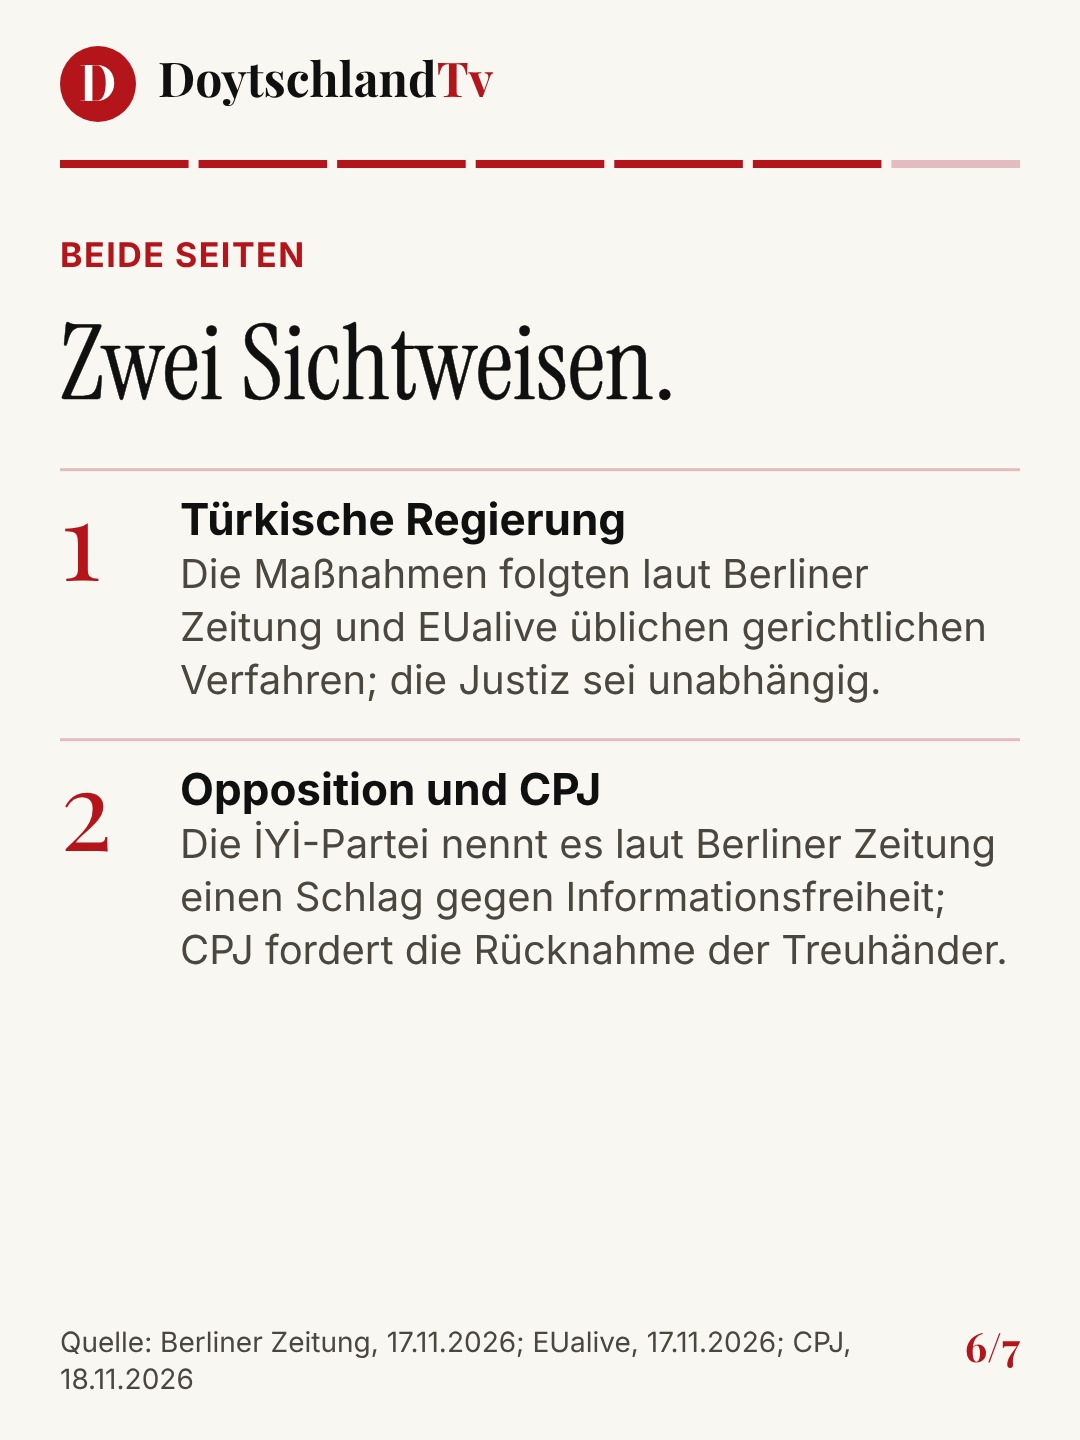 D DoytschlandTv
BEIDE SEITEN
Zwei Sichtweisen.
1 Türkische Regierung
Die Maßnahmen folgten laut Berliner
Zeitung und EUalive üblichen gerichtlichen
Verfahren; die Justiz sei unabhängig.
2 Opposition und CPJ
Die İYİ-Partei nennt es laut Berliner Zeitung
einen Schlag gegen Informationsfreiheit;
CPJ fordert die Rücknahme der Treuhänder.
Quelle: Berliner Zeitung, 17.11.2026; EUalive, 17.11.2026; CPJ,
18.11.2026
6/7